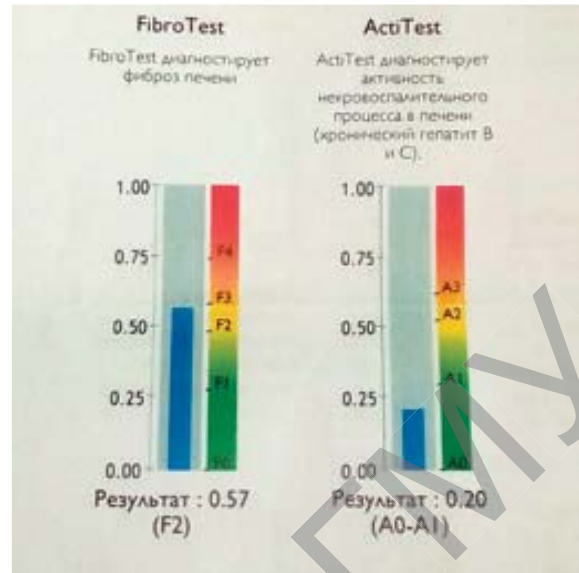 FibroTest
FibroTest диагностирует
фиброз печени
1.00
0.75
0.50
0.25
0.00
F4
F3
F2
F1
F0
Результат : 0.57
(F2)
ActiTest
ActiTest диагностирует
активность
некровоспалительного
процесса в печени
(хронический гепатит В
и С).
1.00
0.75
0.50
0.25
0.00
A3
A2
A1
A0
Результат : 0.20
(A0-A1)
ГМУ